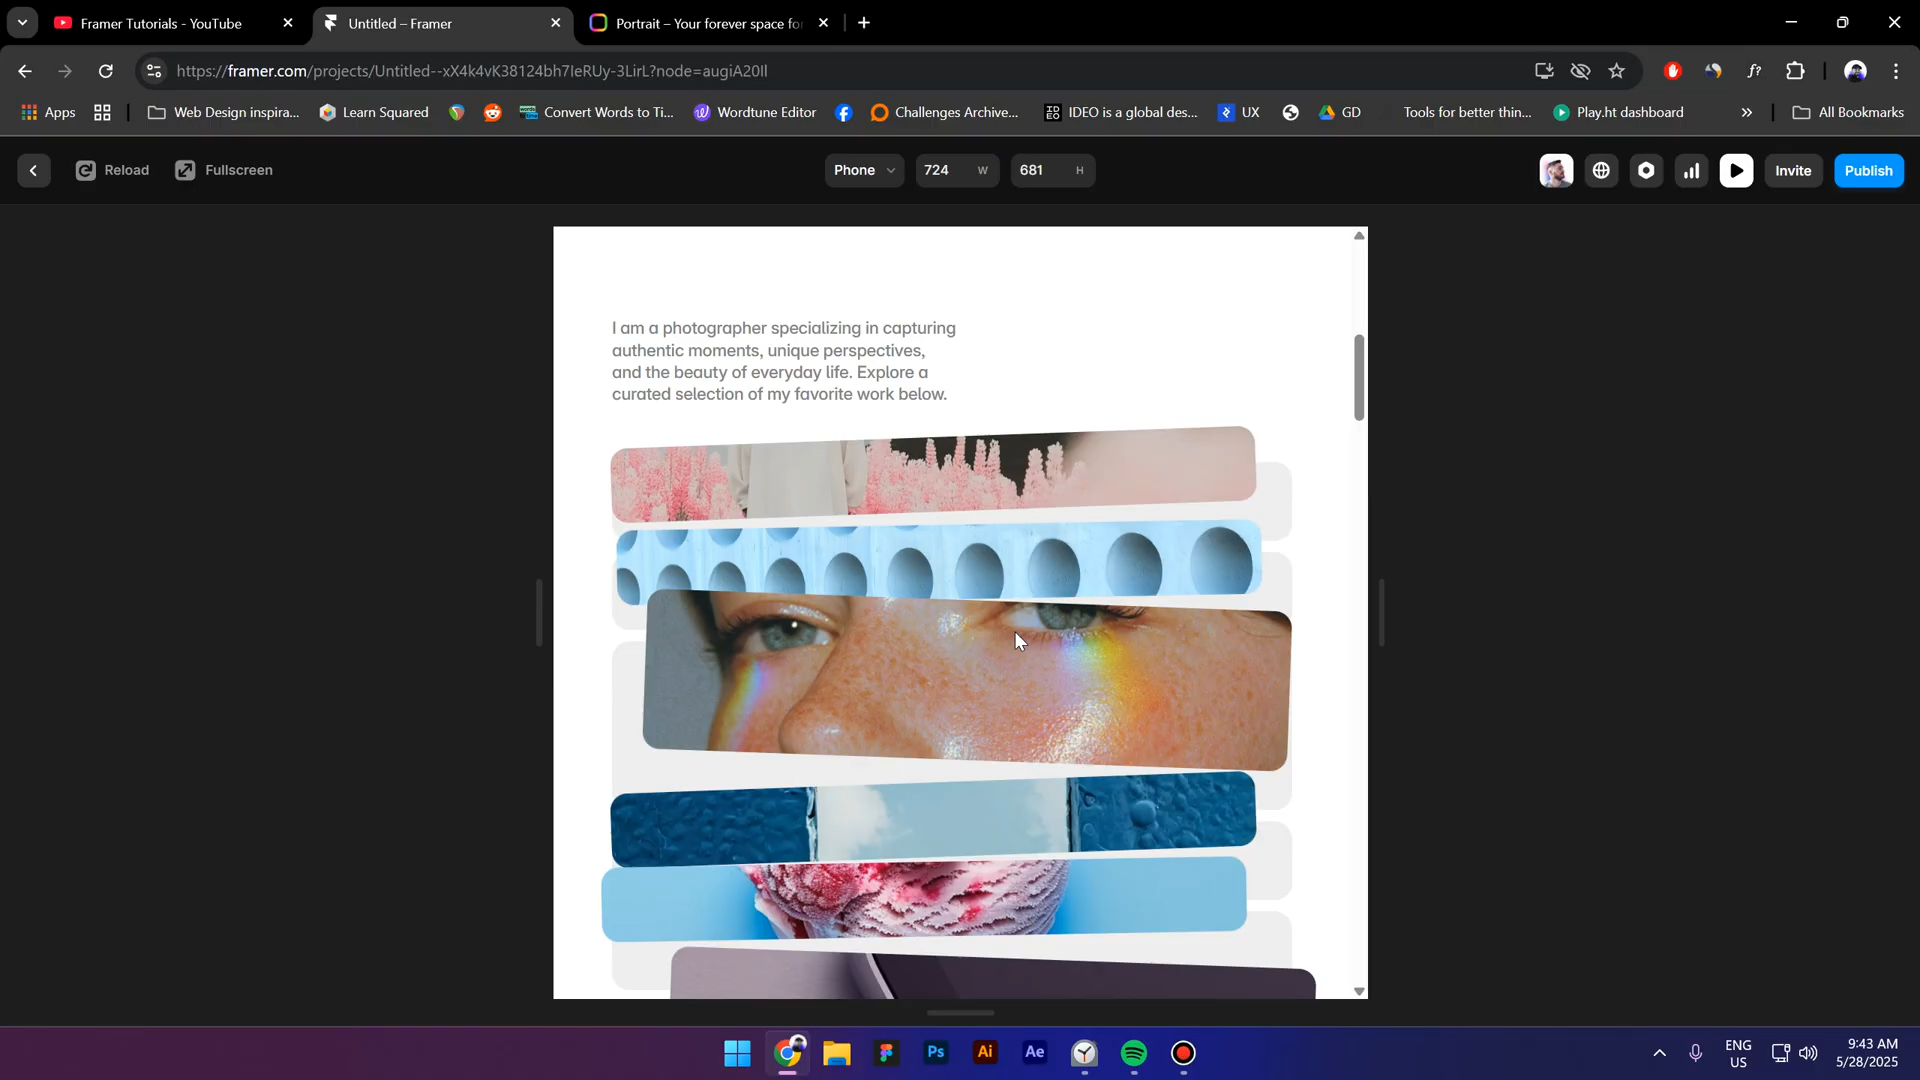 Framer Tutorials - YouTube
Untitled – Framer
Portrait – Your forever space fo
https://framer.com/projects/Untitled--xX4k4vK38124bh7IeRUy-3LirL?node=augiA20Il
f?
Apps
Web Design inspira...
Learn Squared
Convert Words to Ti...
Wordtune Editor
Challenges Archive...
IDEO is a global des...
UX
GD
Tools for better thin...
Play.ht dashboard
All Bookmarks
Reload
Fullscreen
Phone
724 W
681 H
Invite
Publish
I am a photographer specializing in capturing
authentic moments, unique perspectives,
and the beauty of everyday life. Explore a
curated selection of my favorite work below.
Ps
Ai
Ae
ENG
US
9:43 AM
5/28/2025